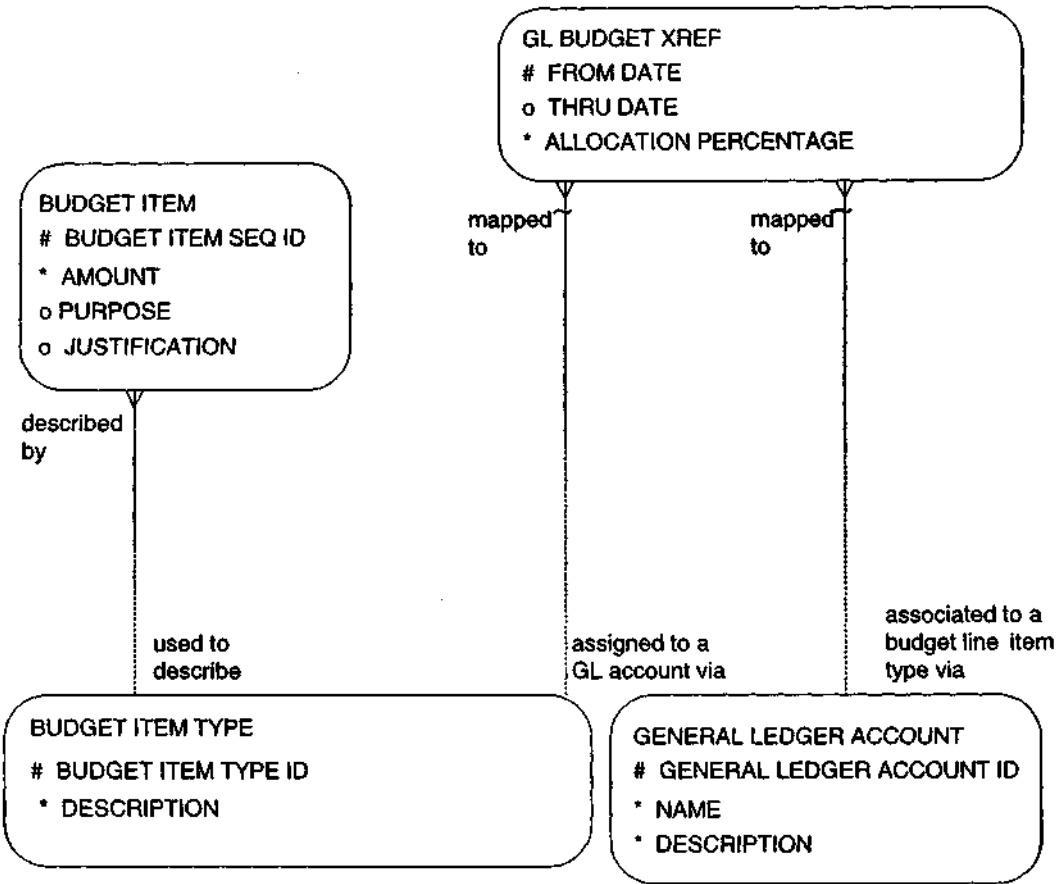 GL BUDGET XREF
# FROM DATE
o THRU DATE
* ALLOCATION PERCENTAGE
BUDGET ITEM
# BUDGET ITEM SEQ ID
* AMOUNT
o PURPOSE
o JUSTIFICATION
mapped
to
mapped
to
described
by
used to
describe
assigned to a
GL account via
associated to a
budget line item
type via
BUDGET ITEM TYPE
# BUDGET ITEM TYPE ID
* DESCRIPTION
GENERAL LEDGER ACCOUNT
# GENERAL LEDGER ACCOUNT ID
* NAME
* DESCRIPTION